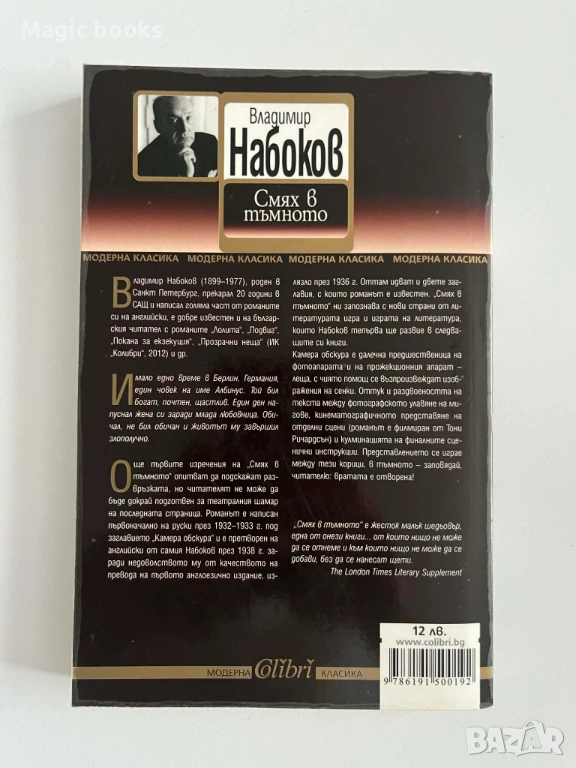 Magic books
Владимир
Набоков
Смях в
тъмното
МОДЕРНА КЛАСИКА МОДЕРНА КЛАСИКА МОДЕРНА КЛАСИКА МОДЕРНА КЛАСИКА
Владимир Набоков (1899–1977), роден в
Санкт Петербург, прекарал 20 години в
САЩ и написал голяма част от романите
си на английски, е добре известен и на бългаp-
ския читател с романите „Лолита", „Подвиг",
„Покана за екзекуция", „Прозрачни неща" (ИК
„Колибри", 2012) и др.
Имало едно време в Берлин, Германия,
един човек на име Албинус. Той бил
богат, почтен, щастлив. Един ден на-
пуснал жена си заради млада любовница. Оби-
чал, не бил обичан и животът му завършил
злополучно.
Още първите изречения на „Смях в
тъмното" опитват да подскажат раз-
връзката, но читателят не може да
бъде докрай подготвен за театралния шамар
на последната страница. Романът е написан
първоначално на руски през 1932–1933 г. под
заглавието „Камера обскура" и е претворен на
английски от самия Набоков през 1938 г. за-
ради недоволството му от качеството на
превода на първото англоезично издание, из-
лязло през 1936 г. Оттам идват и двете заг-
лавия, с които романът е известен. „Смях в
тъмното" ни запознава с нови страни от ли-
тературата игра и играта на литература,
които Набоков тепърва ще развие в следва-
щите си книги.
Камера обскура е далечна предшественица на
фотоапарата и на прожекционния апарат –
леща, с чиято помощ се възпроизвеждат изоб-
ражения на сенки. Оттук и раздвоеността на
текста между фотографското улавяне на ми-
гове, кинематографичното представяне на
отделни сцени (романът е филмиран от Тони
Ричардсън) и кулминацията на финалните сце-
нични инструкции. Представлението се играе
между тези корици, в тъмното – заповядай,
читателю: вратата е отворена!
„Смях в тъмното" е жесток малък шедьовър,
една от онези книги... от които нищо не може
да се отнеме и към които нищо не може да се
добави, без да се нанесат щети.
The London Times Literary Supplement
12 лв.
www.colibri.bg
9 786191 500192
МОДЕРНА Colibri КЛАСИКА
BAZAR